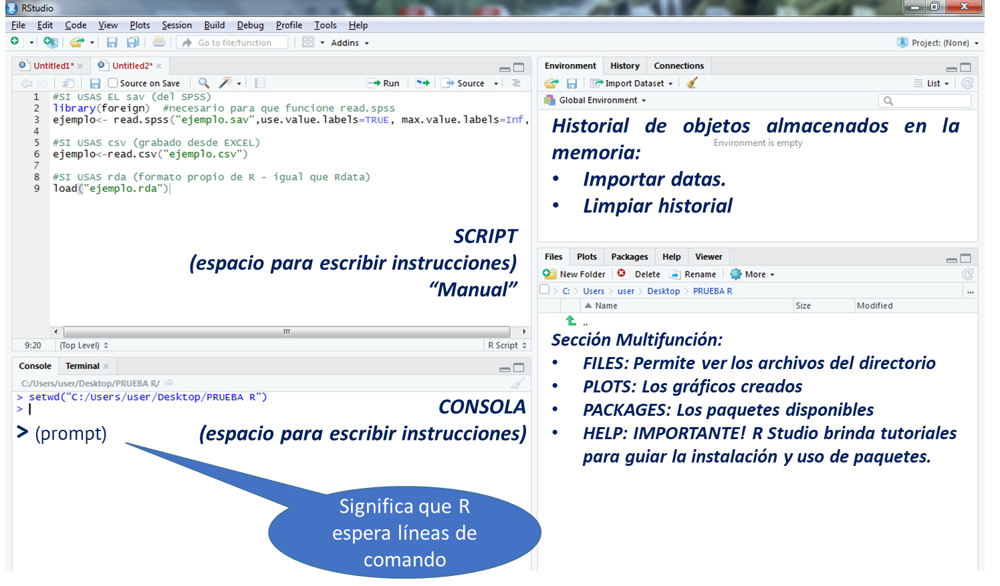 RStudio
File Edit Code View Plots Session Build Debug Profile Tools Help
Go to file/function Addins Project: (None)
Untitled1* × Untitled2* ×
Source on Save Run Source
1 #SI USAS EL sav (del SPSS)
2 library(foreign) #necesario para que funcione read.spss
3 ejemplo<- read.spss("ejemplo.sav",use.value.labels=TRUE, max.value.labels=Inf,
4
5 #SI USAS csv (grabado desde EXCEL)
6 ejemplo<-read.csv("ejemplo.csv")
7
8 #SI USAS rda (formato propio de R - igual que Rdata)
9 load("ejemplo.rda")
SCRIPT
(espacio para escribir instrucciones)
“Manual”
9:20 (Top Level) R Script
Console Terminal ×
C:/Users/user/Desktop/PRUEBA R/
> setwd("C:/Users/user/Desktop/PRUEBA R")
>
CONSOLA
> (prompt)
(espacio para escribir instrucciones)
Significa que R
espera líneas de
comando
Environment History Connections
Import Dataset List
Global Environment
Historial de objetos almacenados en la
memoria:
Environment is empty
• Importar datas.
• Limpiar historial
Files Plots Packages Help Viewer
New Folder Delete Rename More
C: > Users > user > Desktop > PRUEBA R ...
Name Size Modified
..
Sección Multifunción:
• FILES: Permite ver los archivos del directorio
• PLOTS: Los gráficos creados
• PACKAGES: Los paquetes disponibles
• HELP: IMPORTANTE! R Studio brinda tutoriales
para guiar la instalación y uso de paquetes.